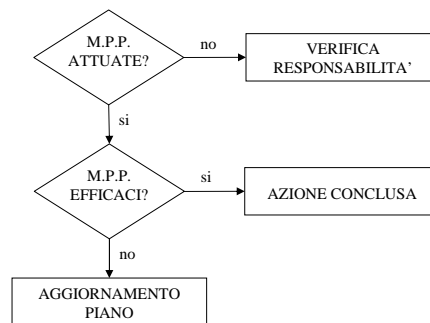 M.P.P.
ATTUATE?
no
VERIFICA
RESPONSABILITA’
si
M.P.P.
EFFICACI?
si
AZIONE CONCLUSA
no
AGGIORNAMENTO
PIANO